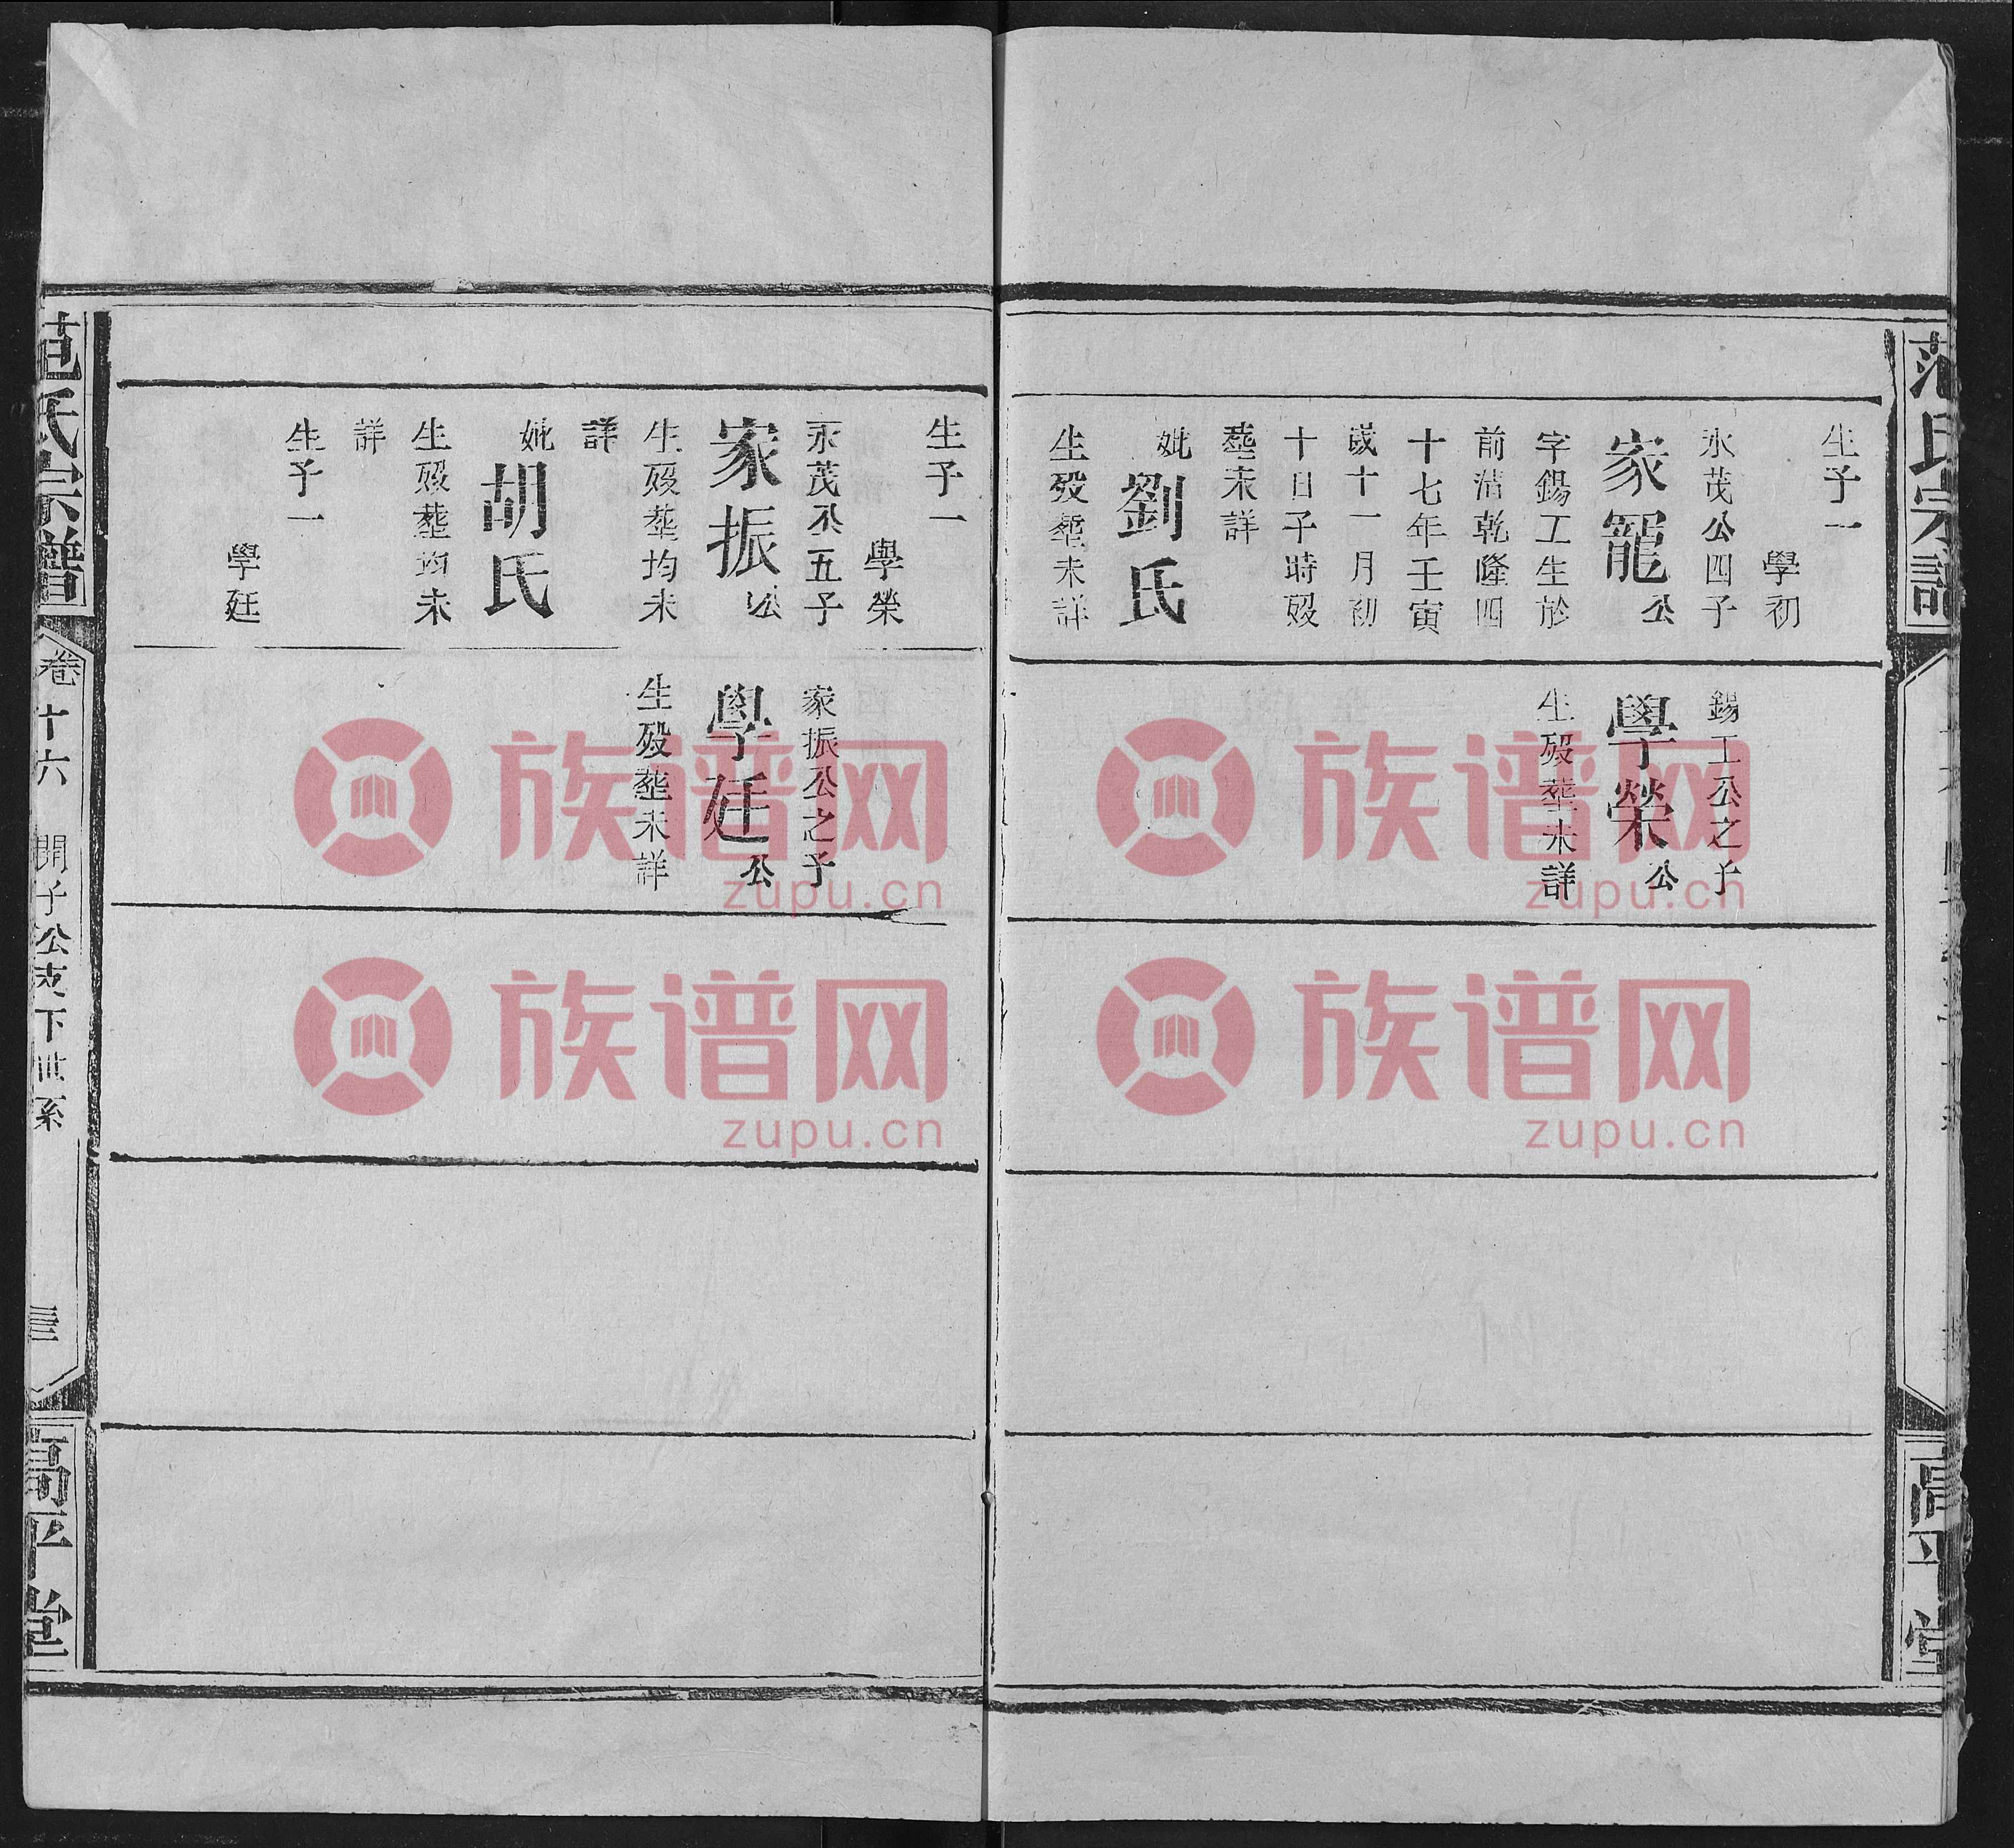 生子一
學初
永茂公四子
家寵公
字錫工生於
前清乾隆四
十七年壬寅
歲十一月初
十日子時殁
塟未詳
妣劉氏
生殁塟未詳
錫工公之子
學榮公
生殁塟未詳
生子一
學榮
永茂公五子
家振公
生殁塟均未
詳
妣胡氏
生殁塟均未
詳
生子一
學廷
家振公之子
學廷公
生殁塟未詳
范氏宗譜
卷十六
開子公支下世系
高平堂
范氏宗譜
高平堂
族谱网
zupu.cn
族谱网
zupu.cn
族谱网
zupu.cn
族谱网
zupu.cn